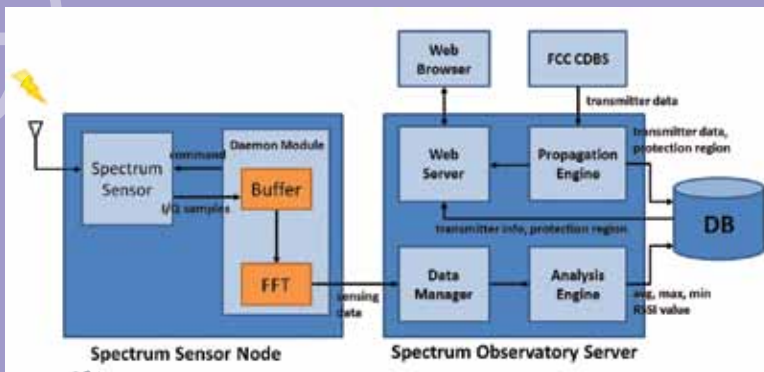 Web
Browser
FCC CDBS
transmitter data
Daemon Module
command
Spectrum
Sensor
Buffer
I/Q samples
FFT
sensing
data
Spectrum Sensor Node
Web
Server
Propagation
Engine
transmitter data,
protection region
transmitter info, protection region
DB
Data
Manager
Analysis
Engine
avg, max, min
RSSI value
Spectrum Observatory Server